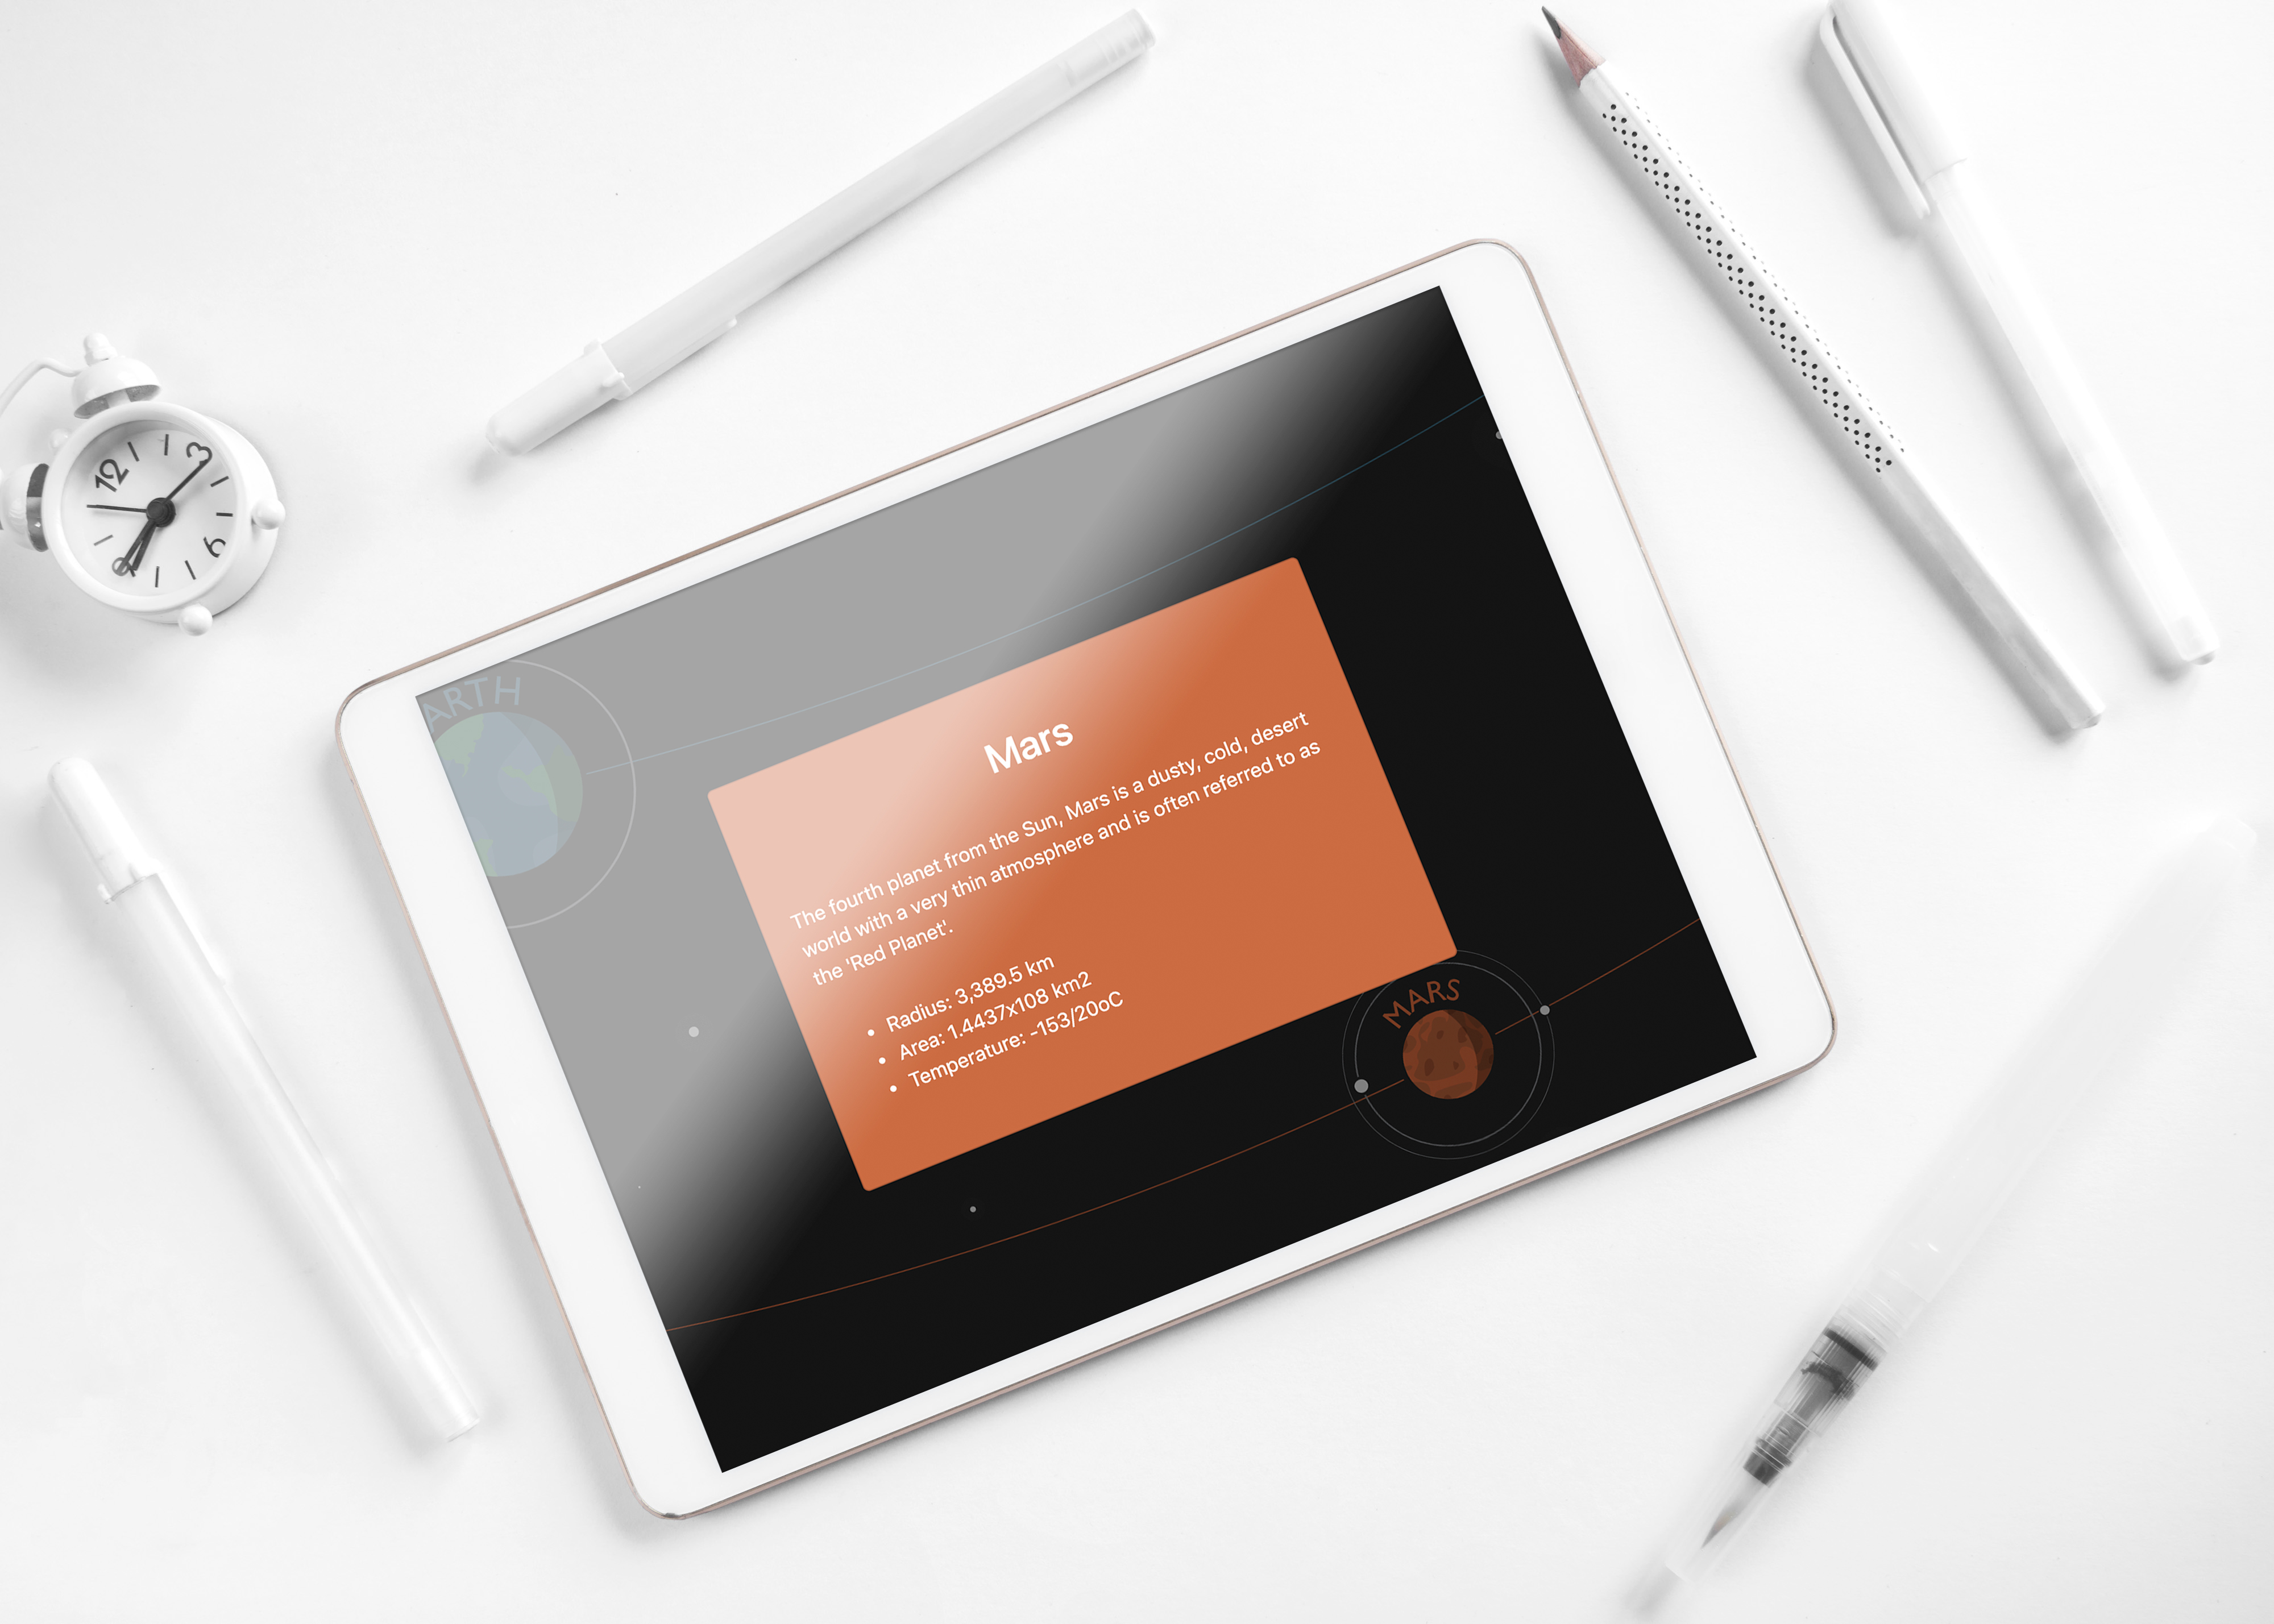 12
3
6
9
ARTH
Mars
The fourth planet from the Sun, Mars is a dusty, cold, desert
world with a very thin atmosphere and is often referred to as
the 'Red Planet'.
• Radius: 3,389.5 km
• Area: 1.4437x108 km2
• Temperature: -153/20oC
MARS